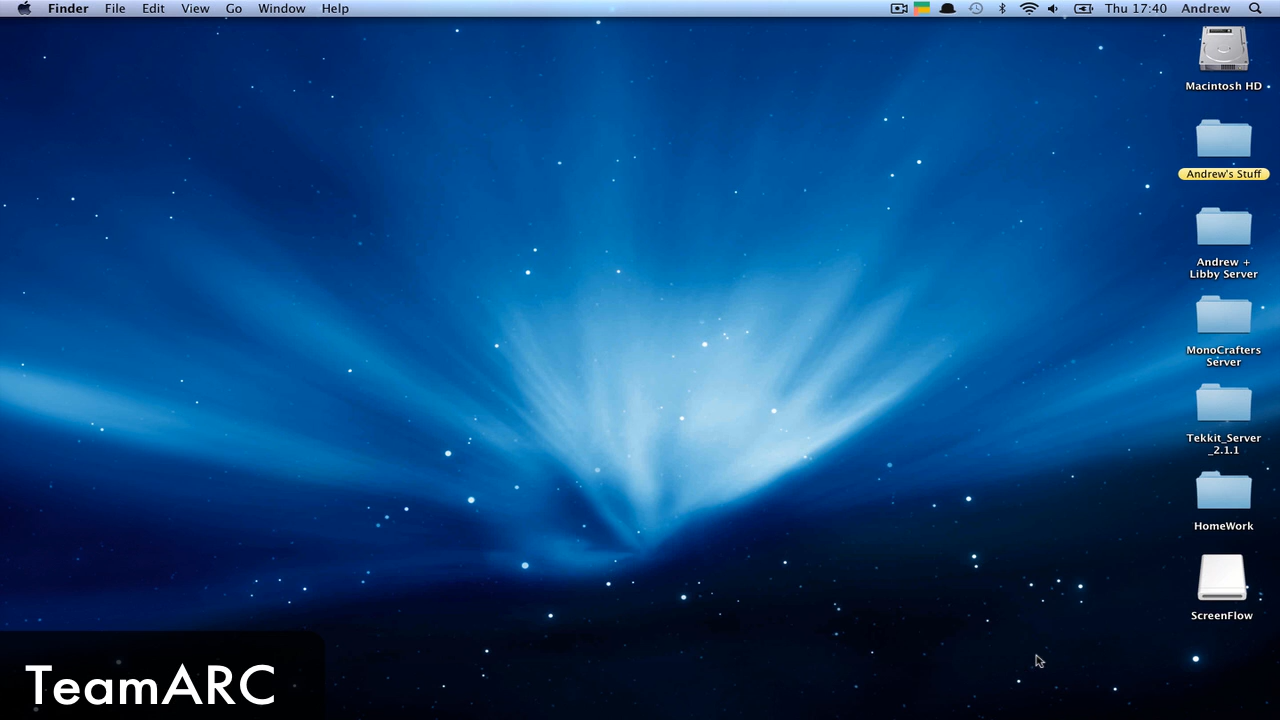 Finder File Edit View Go Window Help Thu 17:40 Andrew
Macintosh HD
Andrew's Stuff
Andrew +
Libby Server
MonoCrafters
Server
Tekkit_Server
_2.1.1
HomeWork
ScreenFlow
TeamARC